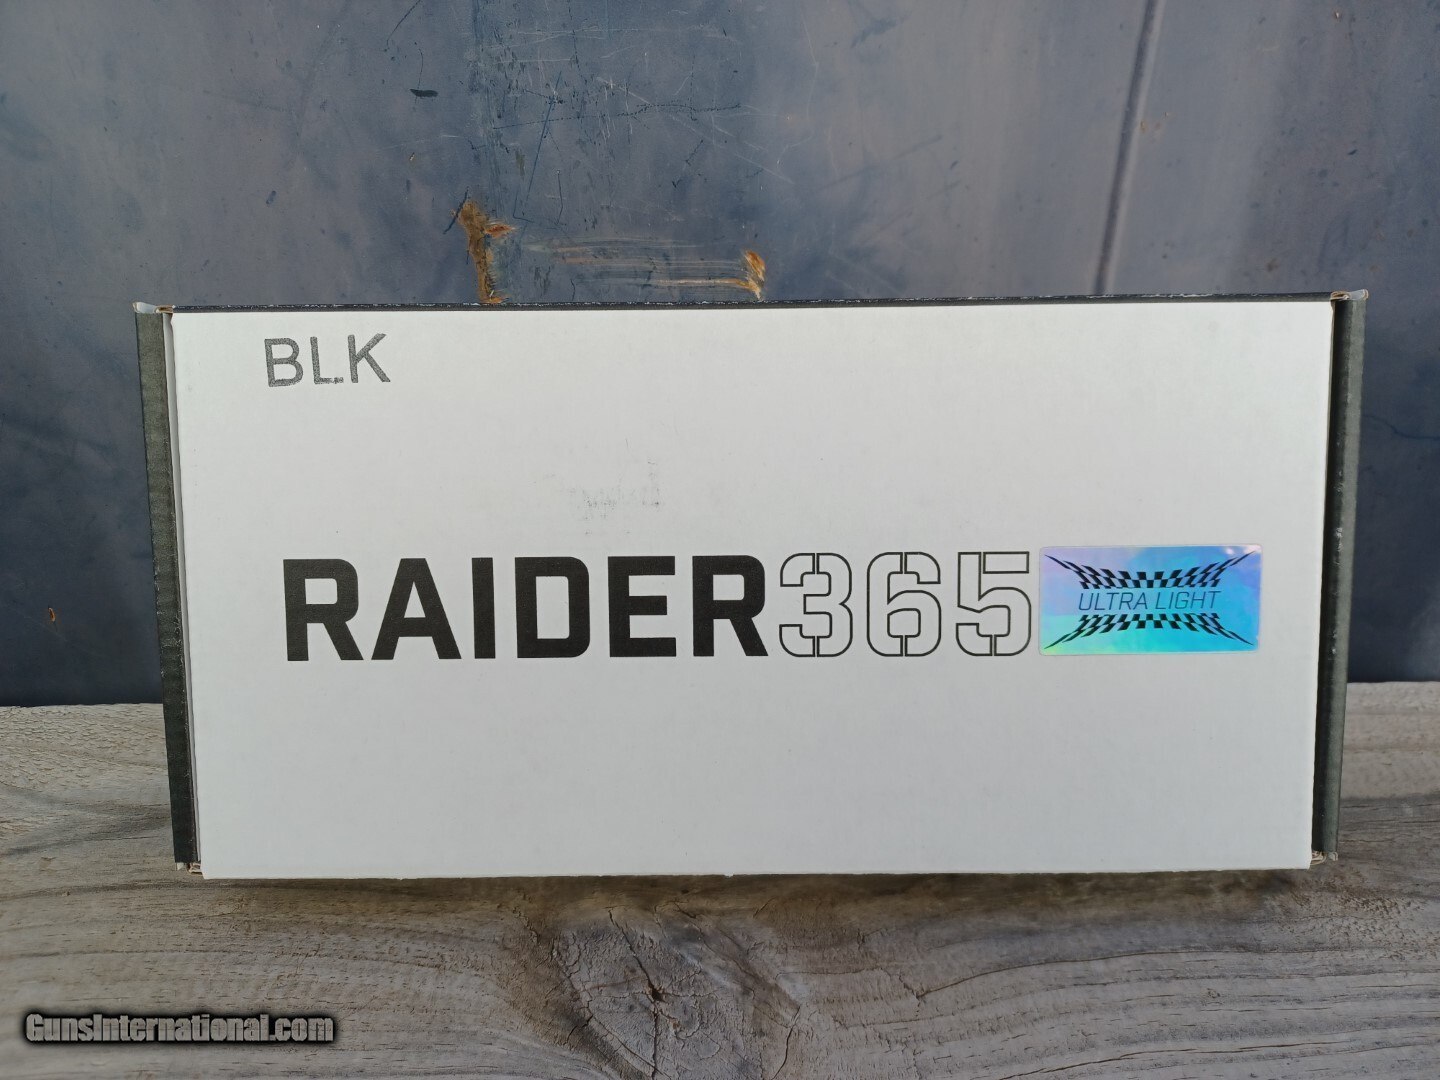 BLK
RAIDER365
ULTRA LIGHT
GunsInternational.com